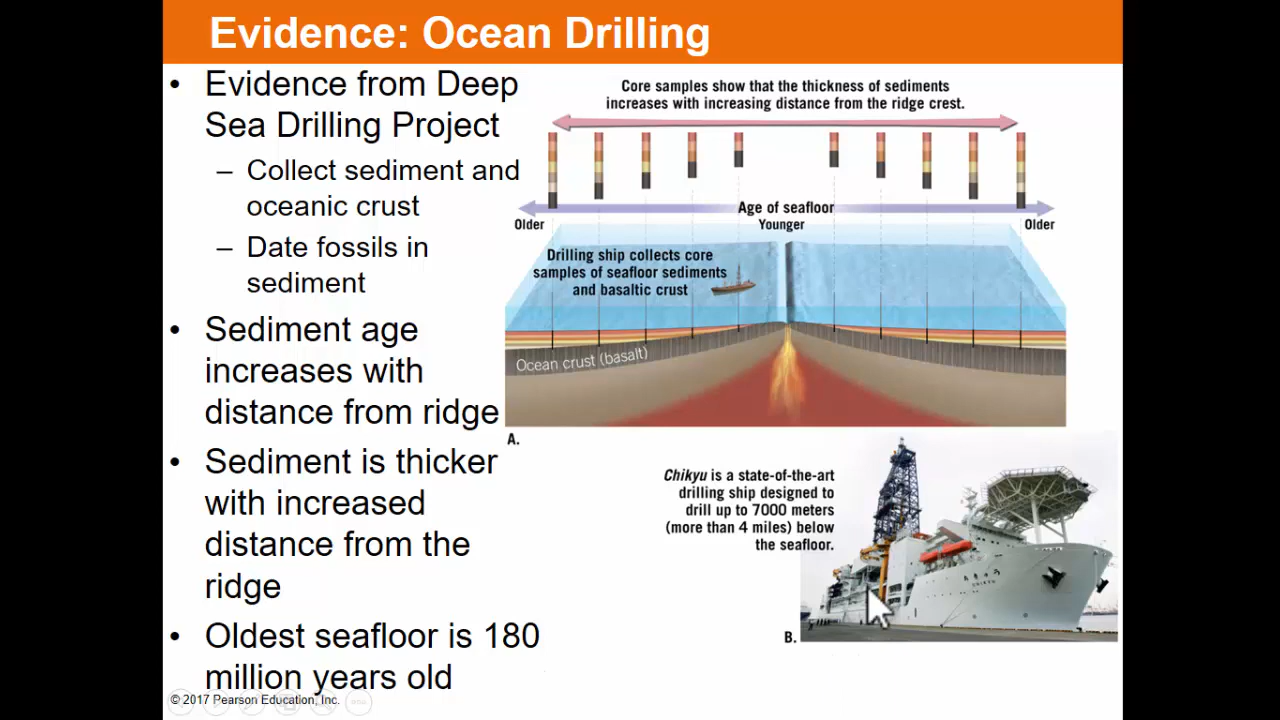 Evidence: Ocean Drilling
• Evidence from Deep
Sea Drilling Project
– Collect sediment and
oceanic crust
– Date fossils in
sediment
• Sediment age
increases with
distance from ridge
• Sediment is thicker
with increased
distance from the
ridge
• Oldest seafloor is 180
million years old
© 2017 Pearson Education, Inc.
Core samples show that the thickness of sediments
increases with increasing distance from the ridge crest.
Age of seafloor
Older
Younger
Older
Drilling ship collects core
samples of seafloor sediments
and basaltic crust
Ocean crust (basalt)
A.
Chikyu is a state-of-the-art
drilling ship designed to
drill up to 7000 meters
(more than 4 miles) below
the seafloor.
CHIKYU
B.